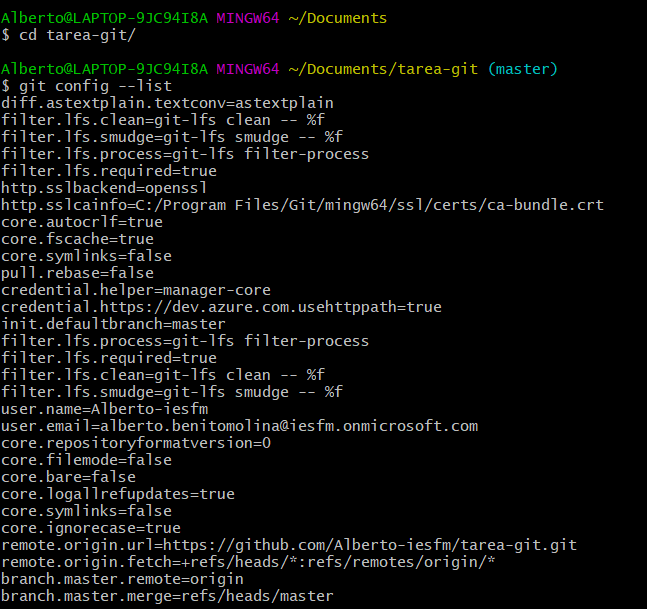 Alberto@LAPTOP-9JC94I8A MINGW64 ~/Documents
$ cd tarea-git/
Alberto@LAPTOP-9JC94I8A MINGW64 ~/Documents/tarea-git (master)
$ git config --list
diff.astextplain.textconv=astextplain
filter.lfs.clean=git-lfs clean -- %f
filter.lfs.smudge=git-lfs smudge -- %f
filter.lfs.process=git-lfs filter-process
filter.lfs.required=true
http.sslbackend=openssl
http.sslcainfo=C:/Program Files/Git/mingw64/ssl/certs/ca-bundle.crt
core.autocrlf=true
core.fscache=true
core.symlinks=false
pull.rebase=false
credential.helper=manager-core
credential.https://dev.azure.com.usehttppath=true
init.defaultbranch=master
filter.lfs.process=git-lfs filter-process
filter.lfs.required=true
filter.lfs.clean=git-lfs clean -- %f
filter.lfs.smudge=git-lfs smudge -- %f
user.name=Alberto-iesfm
user.email=alberto.benitomolina@iesfm.onmicrosoft.com
core.repositoryformatversion=0
core.filemode=false
core.bare=false
core.logallrefupdates=true
core.symlinks=false
core.ignorecase=true
remote.origin.url=https://github.com/Alberto-iesfm/tarea-git.git
remote.origin.fetch=+refs/heads/*:refs/remotes/origin/*
branch.master.remote=origin
branch.master.merge=refs/heads/master